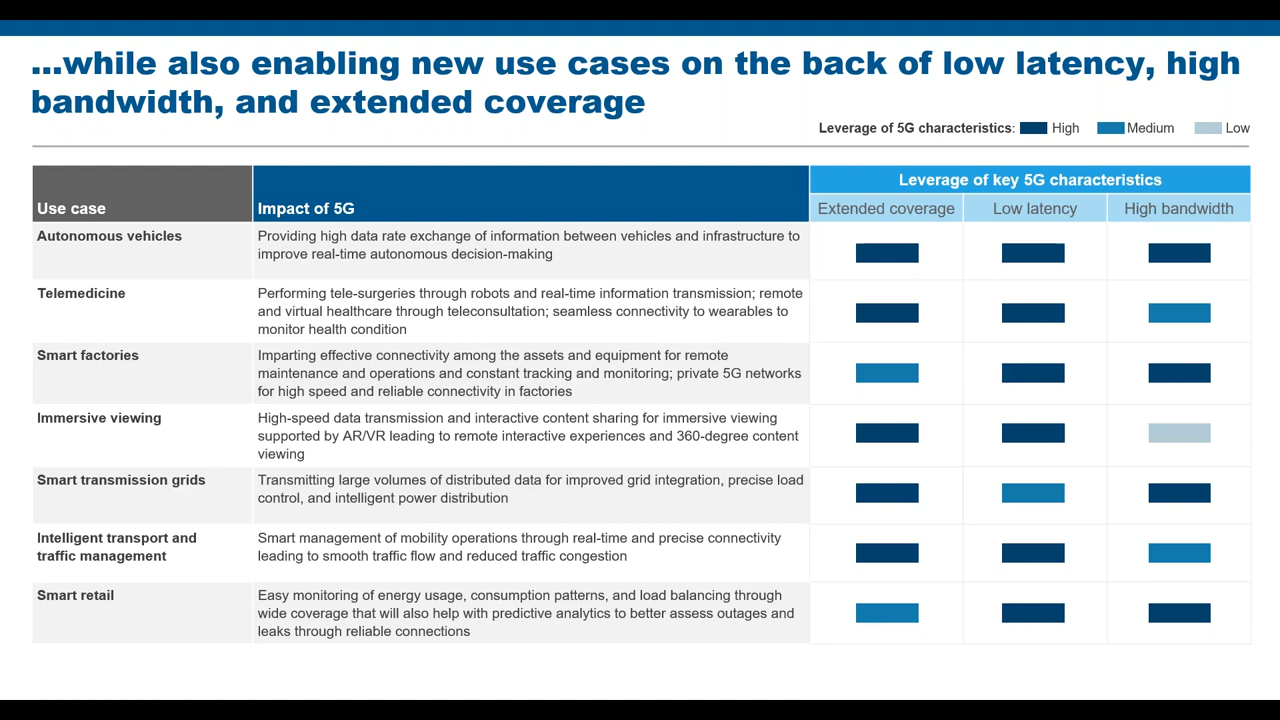 ...while also enabling new use cases on the back of low latency, high
bandwidth, and extended coverage
Leverage of 5G characteristics: High Medium Low
Leverage of key 5G characteristics
Use case Impact of 5G Extended coverage Low latency High bandwidth
Autonomous vehicles
Providing high data rate exchange of information between vehicles and infrastructure to
improve real-time autonomous decision-making
Telemedicine
Performing tele-surgeries through robots and real-time information transmission; remote
and virtual healthcare through teleconsultation; seamless connectivity to wearables to
monitor health condition
Smart factories
Imparting effective connectivity among the assets and equipment for remote
maintenance and operations and constant tracking and monitoring; private 5G networks
for high speed and reliable connectivity in factories
Immersive viewing
High-speed data transmission and interactive content sharing for immersive viewing
supported by AR/VR leading to remote interactive experiences and 360-degree content
viewing
Smart transmission grids
Transmitting large volumes of distributed data for improved grid integration, precise load
control, and intelligent power distribution
Intelligent transport and
traffic management
Smart management of mobility operations through real-time and precise connectivity
leading to smooth traffic flow and reduced traffic congestion
Smart retail
Easy monitoring of energy usage, consumption patterns, and load balancing through
wide coverage that will also help with predictive analytics to better assess outages and
leaks through reliable connections